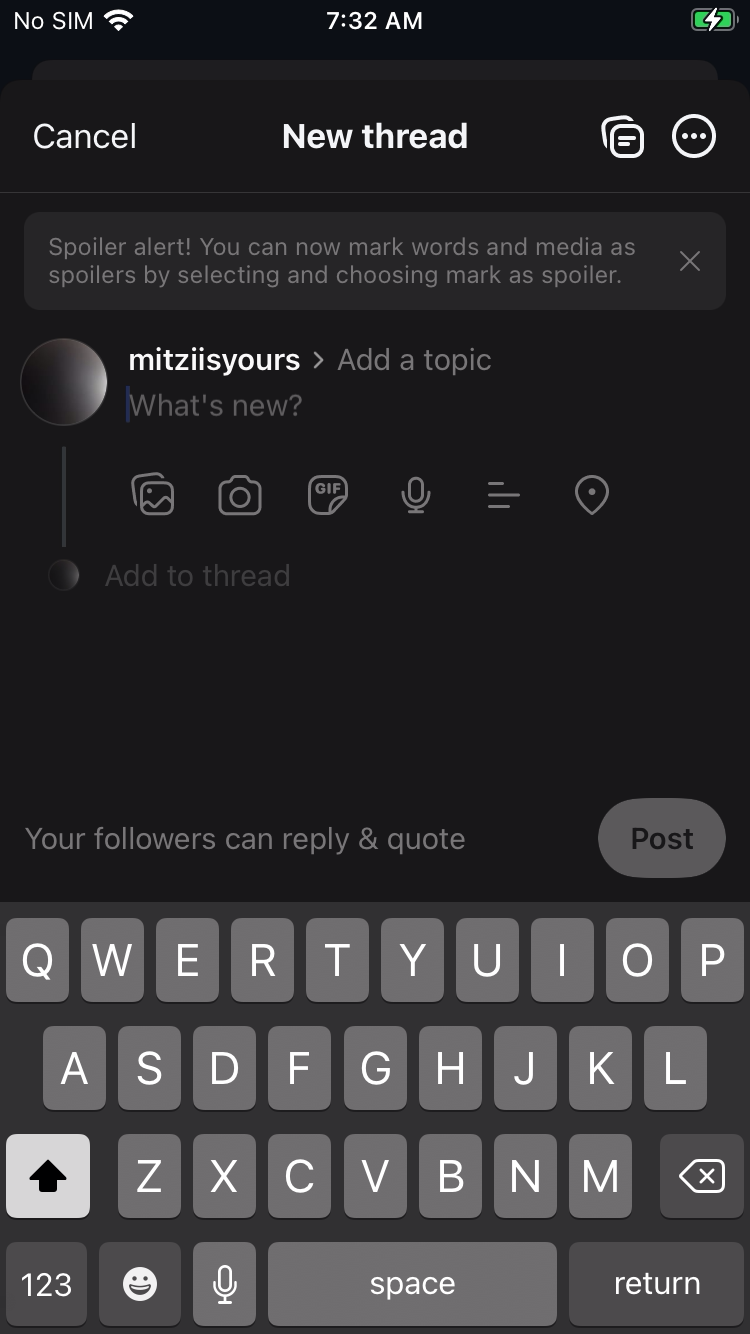 No SIM 7:32 AM
Cancel New thread
Spoiler alert! You can now mark words and media as
spoilers by selecting and choosing mark as spoiler.
mitziisyours > Add a topic
What's new?
GIF
Add to thread
Your followers can reply & quote Post
Q W E R T Y U I O P
A S D F G H J K L
Z X C V B N M
123 space return